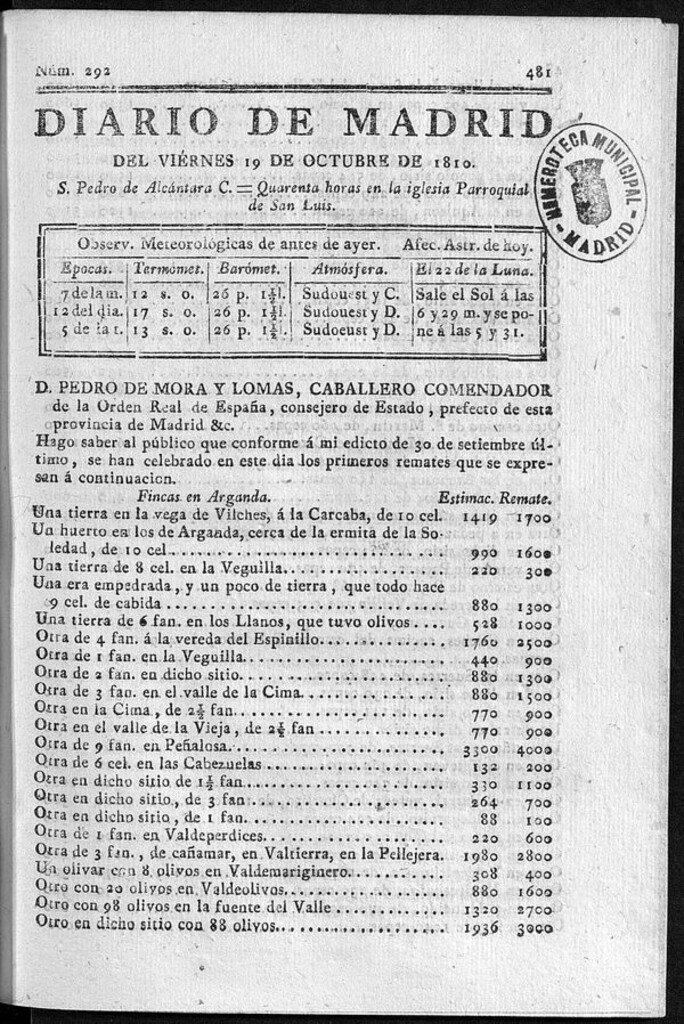 Núm. 292 481
DIARIO DE MADRID
DEL VIÉRNES 19 DE OCTUBRE DE 1810.
S. Pedro de Alcántara C. = Quarenta horas en la iglesia Parroquial
de San Luis.
HEMEROTECA MUNICIPAL
MADRID
Observ. Meteorológicas de antes de ayer. Afec. Astr. de hoy.
Epocas. Termómet. Barómet. Atmósfera. El 22 de la Luna.
7 de la m. 12 s. o. 26 p. 1½ l. Sudouest y C. Sale el Sol á las
12 del dia. 17 s. o. 26 p. 1½ l. Sudouest y D. 6 y 29 m. y se po-
5 de la t. 13 s. o. 26 p. 1½ l. Sudoeust y D. ne á las 5 y 31.
D. PEDRO DE MORA Y LOMAS, CABALLERO COMENDADOR
de la Orden Real de España, consejero de Estado, prefecto de esta
provincia de Madrid &c.
Hago saber al público que conforme á mi edicto de 30 de setiembre úl-
timo, se han celebrado en este dia los primeros remates que se expre-
san á continuacion.
Fincas en Arganda. Estimac. Remate.
Una tierra en la vega de Vilches, á la Carcaba, de 10 cel. 1419 1700
Un huerto en los de Arganda, cerca de la ermita de la So-
ledad, de 10 cel. 990 1600
Una tierra de 8 cel. en la Veguilla. 220 300
Una era empedrada, y un poco de tierra, que todo hace
9 cel. de cabida 880 1300
Una tierra de 6 fan. en los Llanos, que tuvo olivos 528 1000
Otra de 4 fan. á la vereda del Espinillo. 1760 2500
Otra de 1 fan. en la Veguilla. 440 900
Otra de 2 fan. en dicho sitio. 880 1300
Otra de 3 fan. en el valle de la Cima. 880 1500
Otra en la Cima, de 2½ fan. 770 900
Otra en el valle de la Vieja, de 2½ fan 770 900
Otra de 9 fan. en Peñalosa. 3300 4000
Otra de 6 cel. en las Cabezuelas 132 200
Otra en dicho sitio de 1½ fan. 330 1100
Otra en dicho sitio, de 3 fan 264 700
Otra en dicho sitio, de 1 fan. 88 100
Otra de 1 fan. en Valdeperdices. 220 600
Otra de 3 fan., de cañamar, en Valtierra, en la Pellejera. 1980 2800
Un olivar con 8 olivos en Valdemariginero. 308 400
Otro con 20 olivos en Valdeolivos. 880 1600
Otro con 98 olivos en la fuente del Valle 1320 2700
Otro en dicho sitio con 88 olivos. 1936 3000